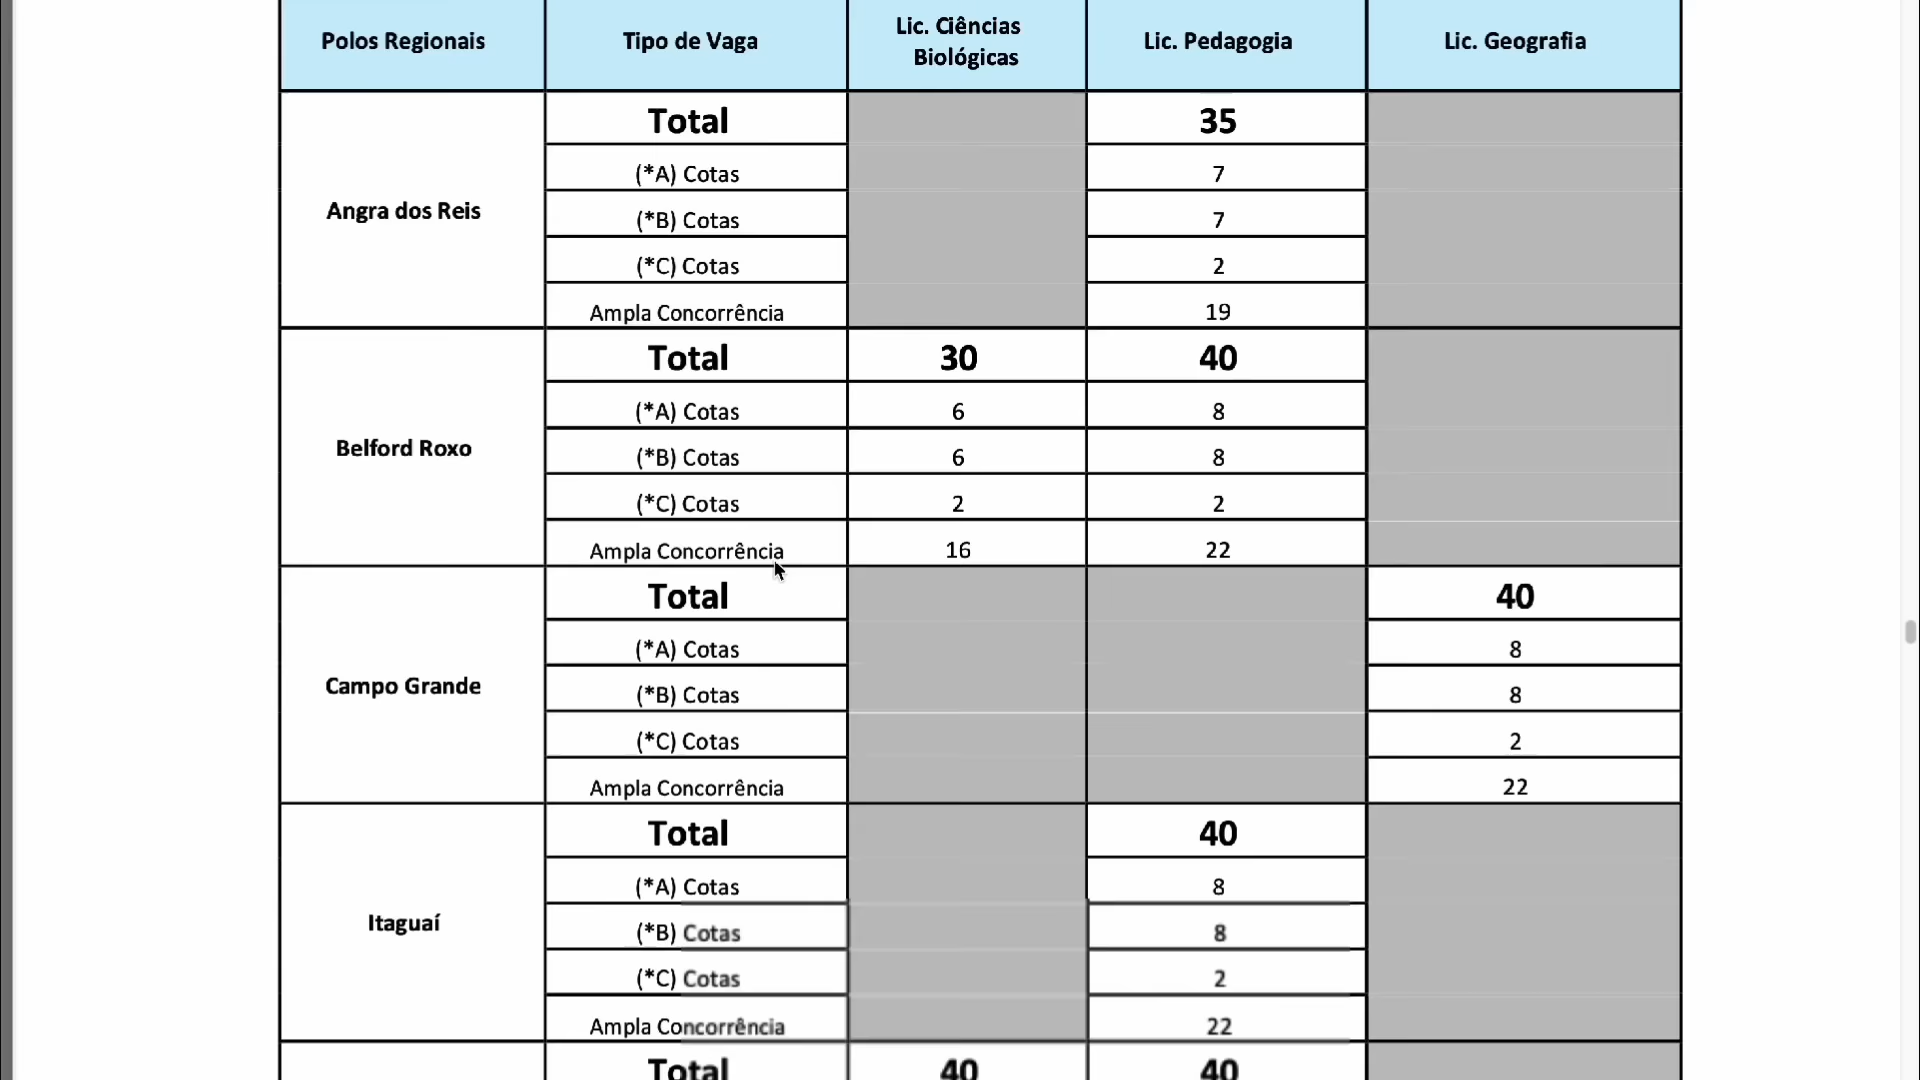 Polos Regionais Tipo de Vaga Lic. Ciências Biológicas Lic. Pedagogia Lic. Geografia
Angra dos Reis
Total 35
(*A) Cotas 7
(*B) Cotas 7
(*C) Cotas 2
Ampla Concorrência 19
Belford Roxo
Total 30 40
(*A) Cotas 6 8
(*B) Cotas 6 8
(*C) Cotas 2 2
Ampla Concorrência 16 22
Campo Grande
Total 40
(*A) Cotas 8
(*B) Cotas 8
(*C) Cotas 2
Ampla Concorrência 22
Itaguaí
Total 40
(*A) Cotas 8
(*B) Cotas 8
(*C) Cotas 2
Ampla Concorrência 22
Total 40 40